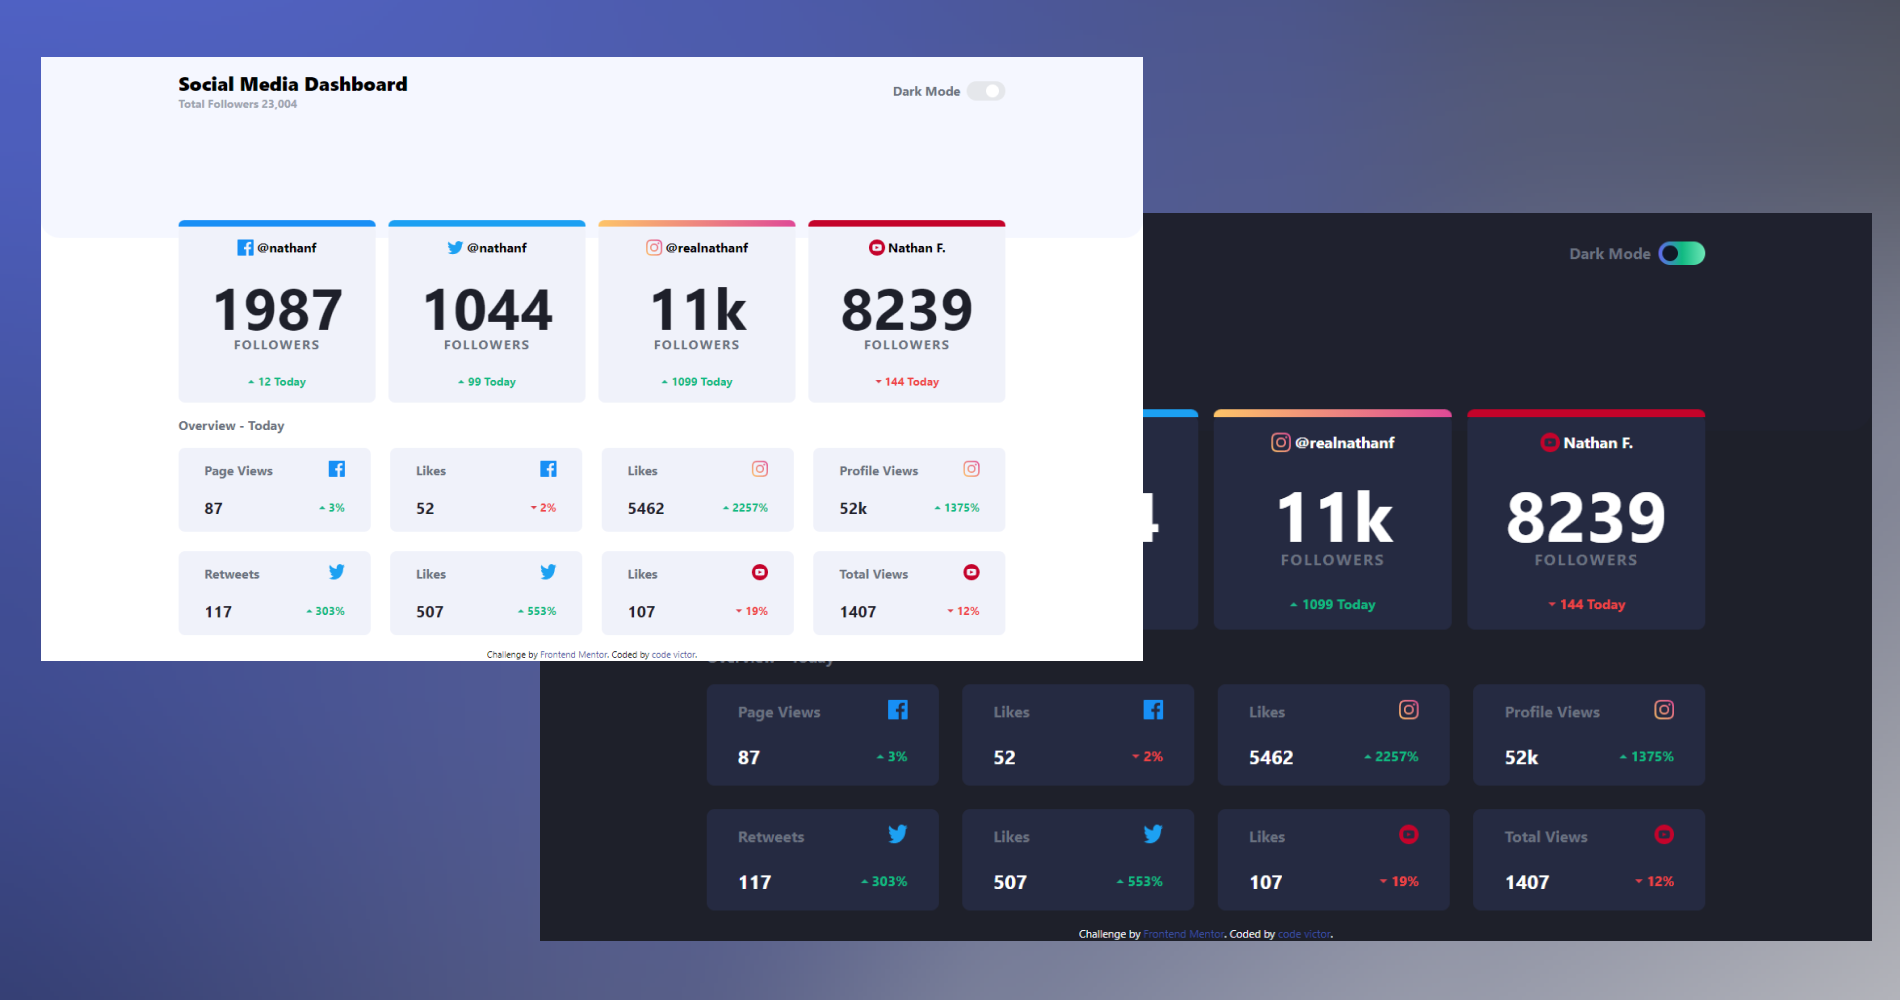 Social Media Dashboard
Total Followers 23,004
Dark Mode
@nathanf
@nathanf
@realnathanf
Nathan F.
1987
1044
11k
8239
FOLLOWERS
FOLLOWERS
FOLLOWERS
FOLLOWERS
12 Today
99 Today
1099 Today
144 Today
Overview - Today
Page Views
Likes
Likes
Profile Views
87
3%
52
2%
5462
2257%
52k
1375%
Retweets
Likes
Likes
Total Views
117
303%
507
553%
107
19%
1407
12%
Challenge by Frontend Mentor. Coded by code victor.
Dark Mode
@realnathanf
Nathan F.
4
11k
8239
FOLLOWERS
FOLLOWERS
1099 Today
144 Today
Page Views
Likes
Likes
Profile Views
87
3%
52
2%
5462
2257%
52k
1375%
Retweets
Likes
Likes
Total Views
117
303%
507
553%
107
19%
1407
12%
Challenge by Frontend Mentor. Coded by code victor.